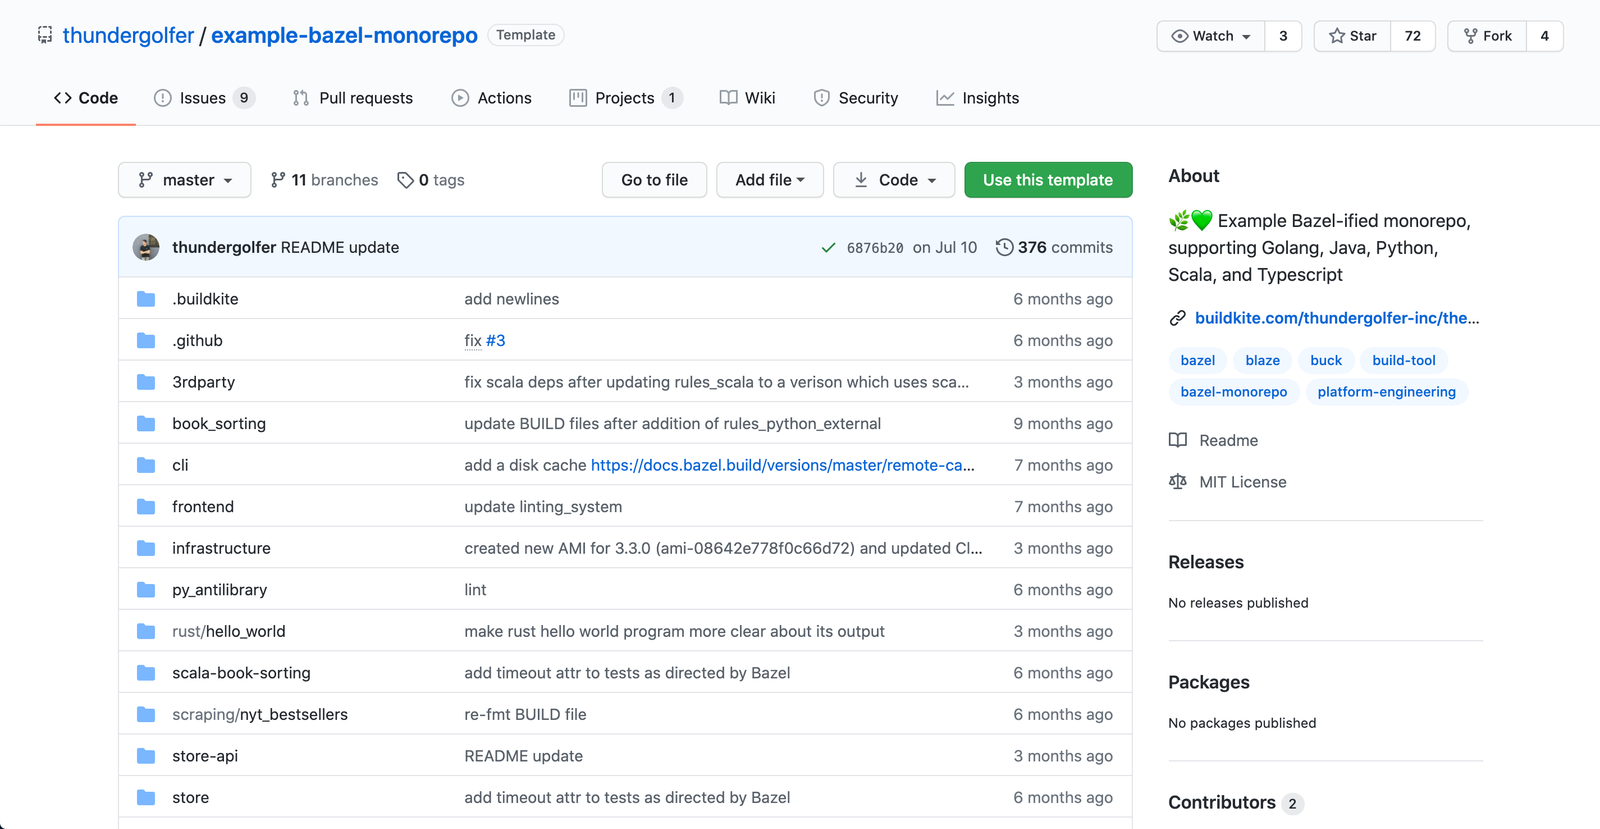 thundergolfer / example-bazel-monorepo Template
Watch 3 Star 72 Fork 4
Code Issues 9 Pull requests Actions Projects 1 Wiki Security Insights
master 11 branches 0 tags Go to file Add file Code Use this template
thundergolfer README update 6876b20 on Jul 10 376 commits
.buildkite add newlines 6 months ago
.github fix #3 6 months ago
3rdparty fix scala deps after updating rules_scala to a verison which uses sca... 3 months ago
book_sorting update BUILD files after addition of rules_python_external 9 months ago
cli add a disk cache https://docs.bazel.build/versions/master/remote-ca... 7 months ago
frontend update linting_system 7 months ago
infrastructure created new AMI for 3.3.0 (ami-08642e778f0c66d72) and updated Cl... 3 months ago
py_antilibrary lint 6 months ago
rust/hello_world make rust hello world program more clear about its output 3 months ago
scala-book-sorting add timeout attr to tests as directed by Bazel 6 months ago
scraping/nyt_bestsellers re-fmt BUILD file 6 months ago
store-api README update 3 months ago
store add timeout attr to tests as directed by Bazel 6 months ago
About
🌿💚 Example Bazel-ified monorepo,
supporting Golang, Java, Python,
Scala, and Typescript
buildkite.com/thundergolfer-inc/the...
bazel blaze buck build-tool
bazel-monorepo platform-engineering
Readme
MIT License
Releases
No releases published
Packages
No packages published
Contributors 2